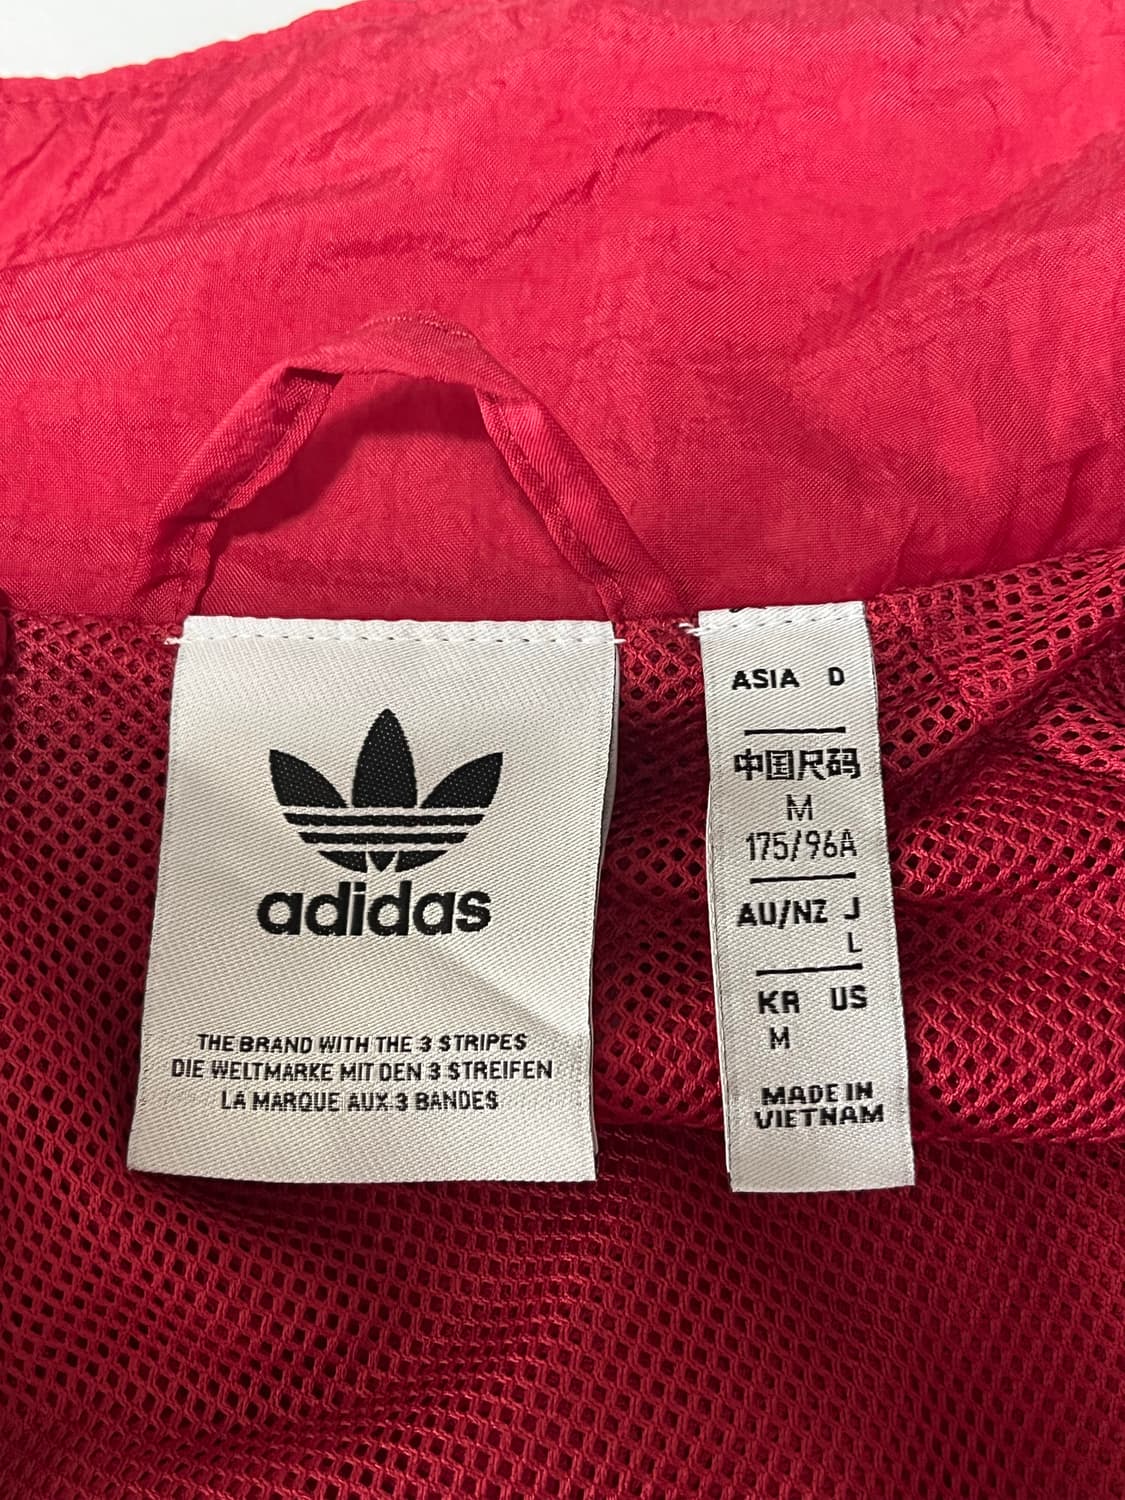 adidas
THE BRAND WITH THE 3 STRIPES
DIE WELTMARKE MIT DEN 3 STREIFEN
LA MARQUE AUX 3 BANDES
ASIA D
中国尺码
M
175/96A
AU/NZ J
L
KR US
M
MADE IN
VIETNAM